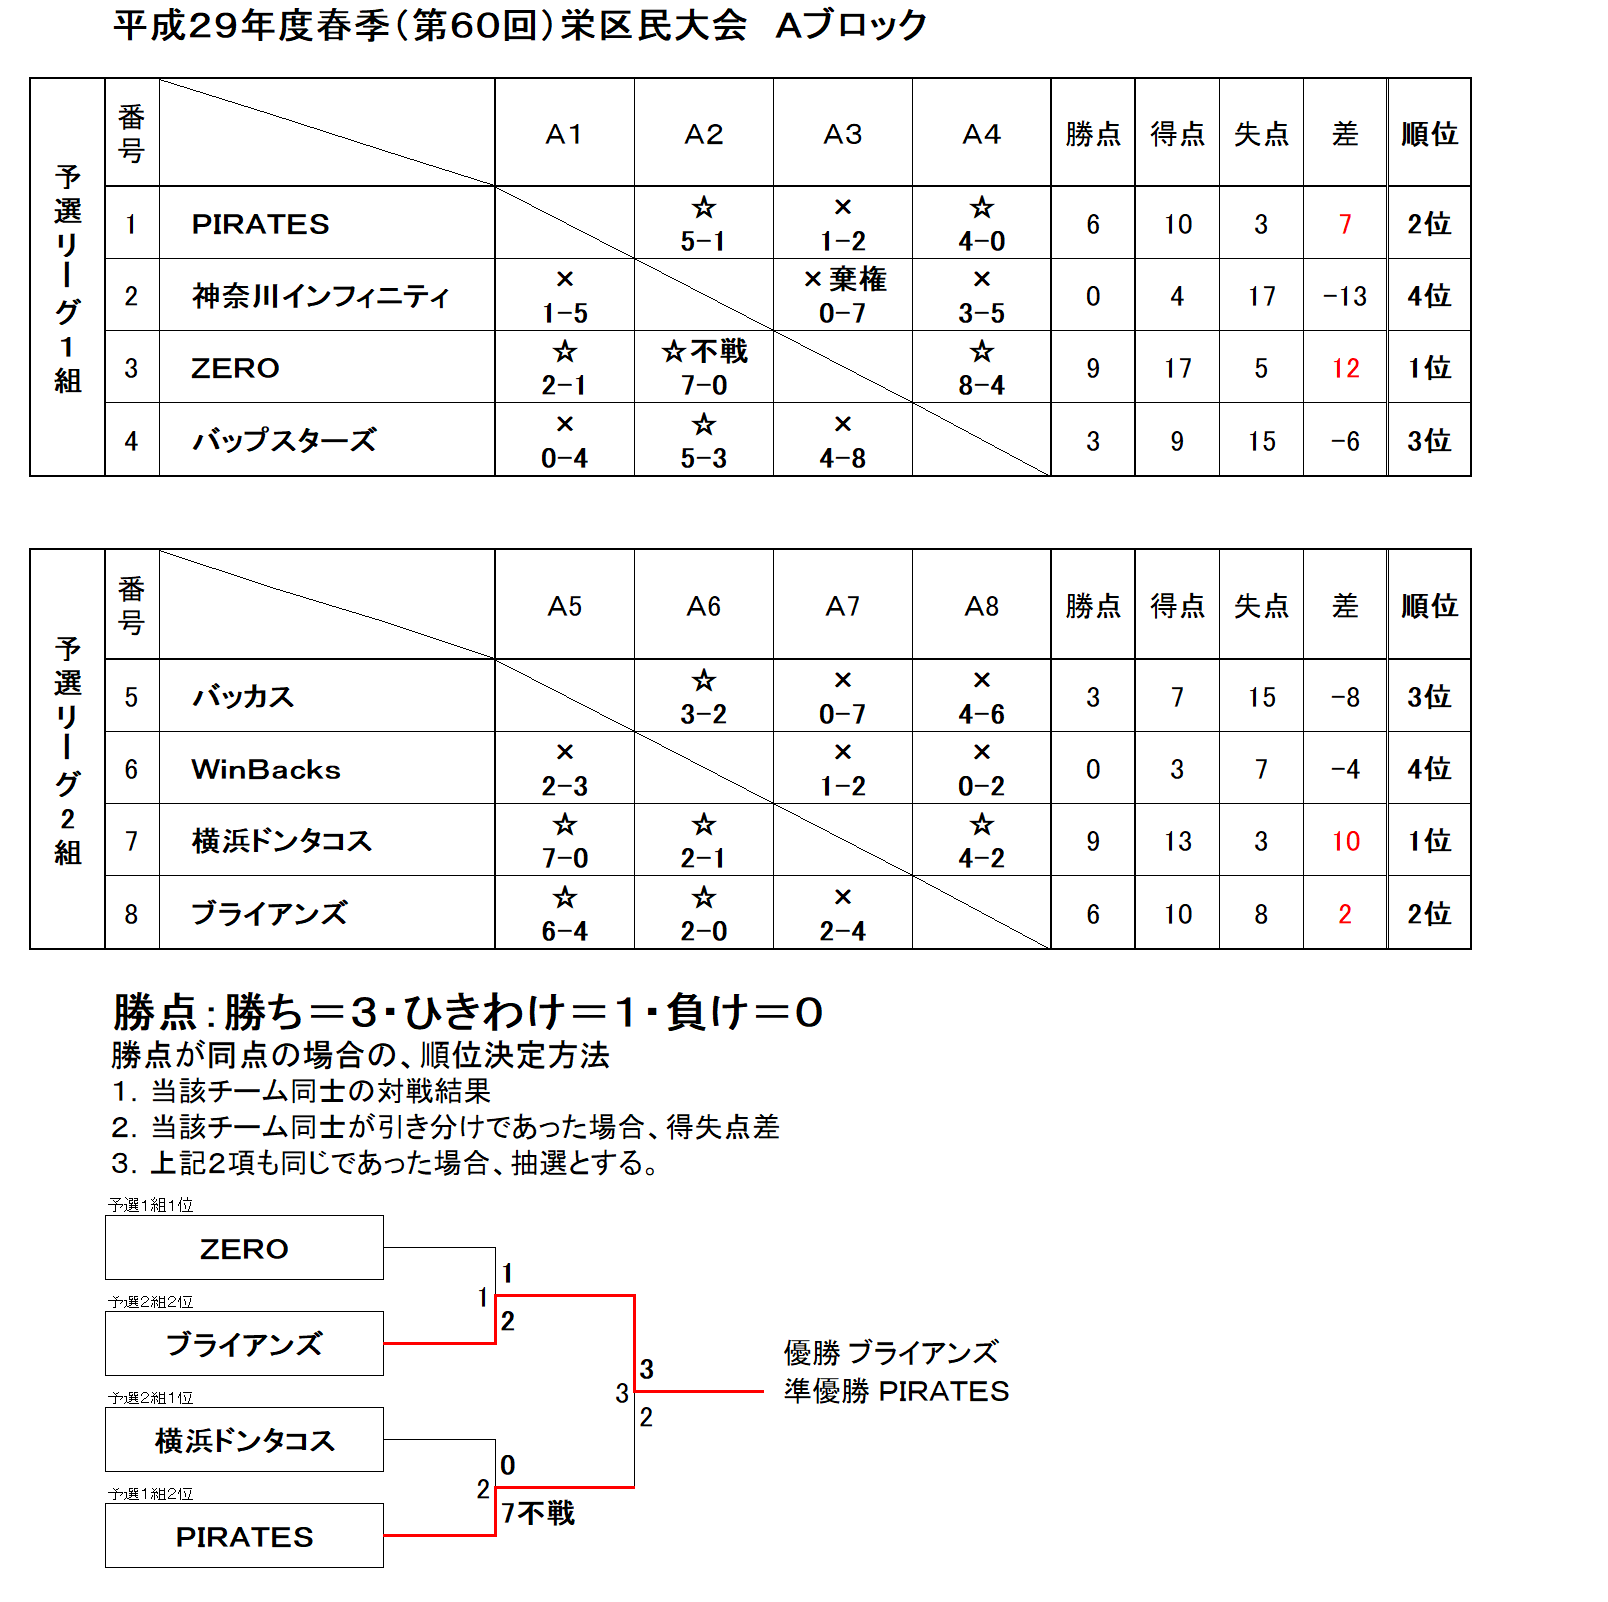 平成29年度春季（第60回）栄区民大会　Aブロック
予選リーグ1組
番号 A1 A2 A3 A4 勝点 得点 失点 差 順位
1 PIRATES ☆ 5-1 × 1-2 ☆ 4-0 6 10 3 7 2位
2 神奈川インフィニティ × 1-5 ×棄権 0-7 × 3-5 0 4 17 -13 4位
3 ZERO ☆ 2-1 ☆不戦 7-0 ☆ 8-4 9 17 5 12 1位
4 バップスターズ × 0-4 ☆ 5-3 × 4-8 3 9 15 -6 3位
予選リーグ2組
番号 A5 A6 A7 A8 勝点 得点 失点 差 順位
5 バッカス ☆ 3-2 × 0-7 × 4-6 3 7 15 -8 3位
6 WinBacks × 2-3 × 1-2 × 0-2 0 3 7 -4 4位
7 横浜ドンタコス ☆ 7-0 ☆ 2-1 ☆ 4-2 9 13 3 10 1位
8 ブライアンズ ☆ 6-4 ☆ 2-0 × 2-4 6 10 8 2 2位
勝点：勝ち＝3・ひきわけ＝1・負け＝0
勝点が同点の場合の、順位決定方法
1．当該チーム同士の対戦結果
2．当該チーム同士が引き分けであった場合、得失点差
3．上記2項も同じであった場合、抽選とする。
予選1組1位
ZERO
1
1
予選2組2位
2
ブライアンズ
優勝 ブライアンズ
3
3
準優勝 PIRATES
予選2組1位
2
横浜ドンタコス
0
2
予選1組2位
7不戦
PIRATES